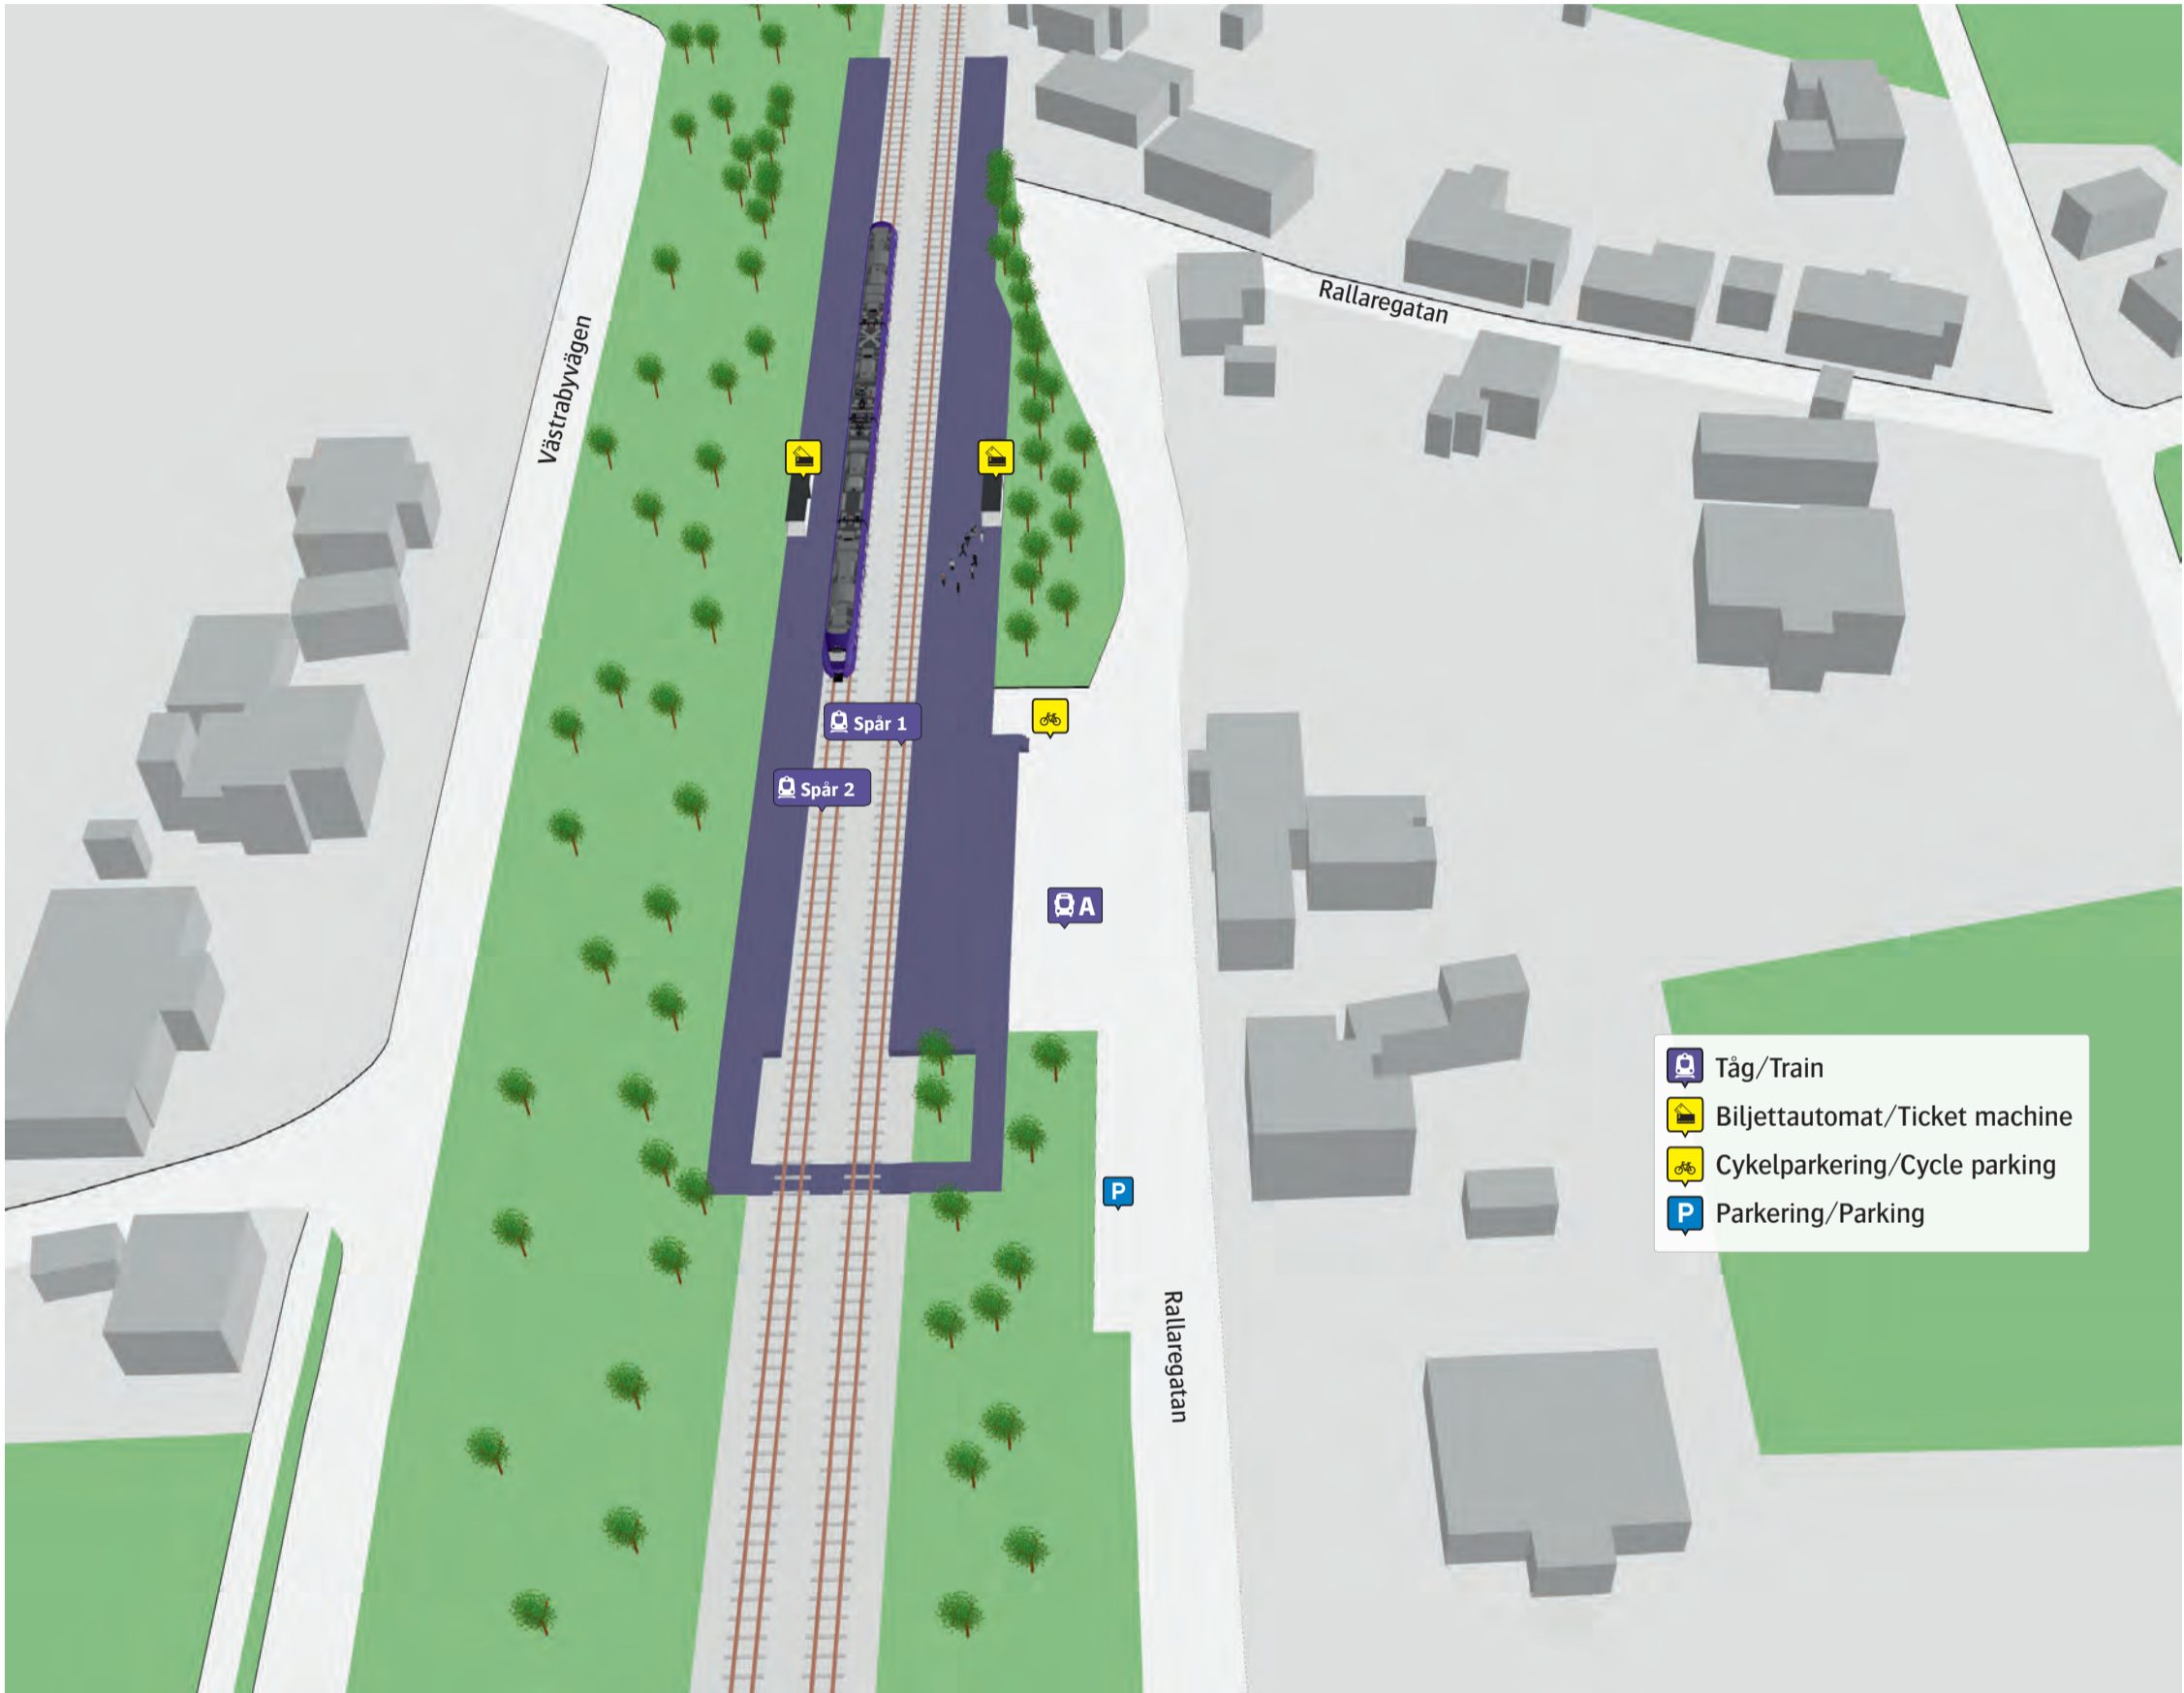 Västrabyvägen
Rallaregatan
Spår 1
Spår 2
A
P
Rallaregatan
Tåg/Train
Biljettautomat/Ticket machine
Cykelparkering/Cycle parking
P Parkering/Parking